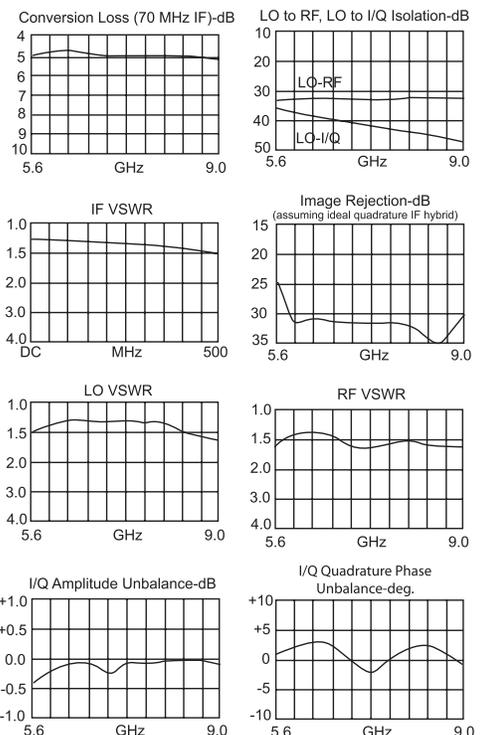 Conversion Loss (70 MHz IF)-dB
4
5
6
7
8
9
10
5.6 GHz 9.0
LO to RF, LO to I/Q Isolation-dB
10
20
30
40
50
LO-RF
LO-I/Q
5.6 GHz 9.0
IF VSWR
1.0
1.5
2.0
3.0
4.0
DC MHz 500
Image Rejection-dB
(assuming ideal quadrature IF hybrid)
15
20
25
30
35
5.6 GHz 9.0
LO VSWR
1.0
1.5
2.0
3.0
4.0
5.6 GHz 9.0
RF VSWR
1.0
1.5
2.0
3.0
4.0
5.6 GHz 9.0
I/Q Amplitude Unbalance-dB
+1.0
+0.5
0.0
-0.5
-1.0
5.6 GHz 9.0
I/Q Quadrature Phase
Unbalance-deg.
+10
+5
0
-5
-10
5.6 GHz 9.0